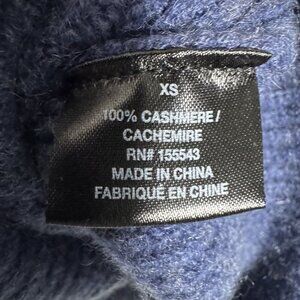 XS
100% CASHMERE/
CACHEMIRE
RN# 155543
MADE IN CHINA
FABRIQUÉ EN CHINE